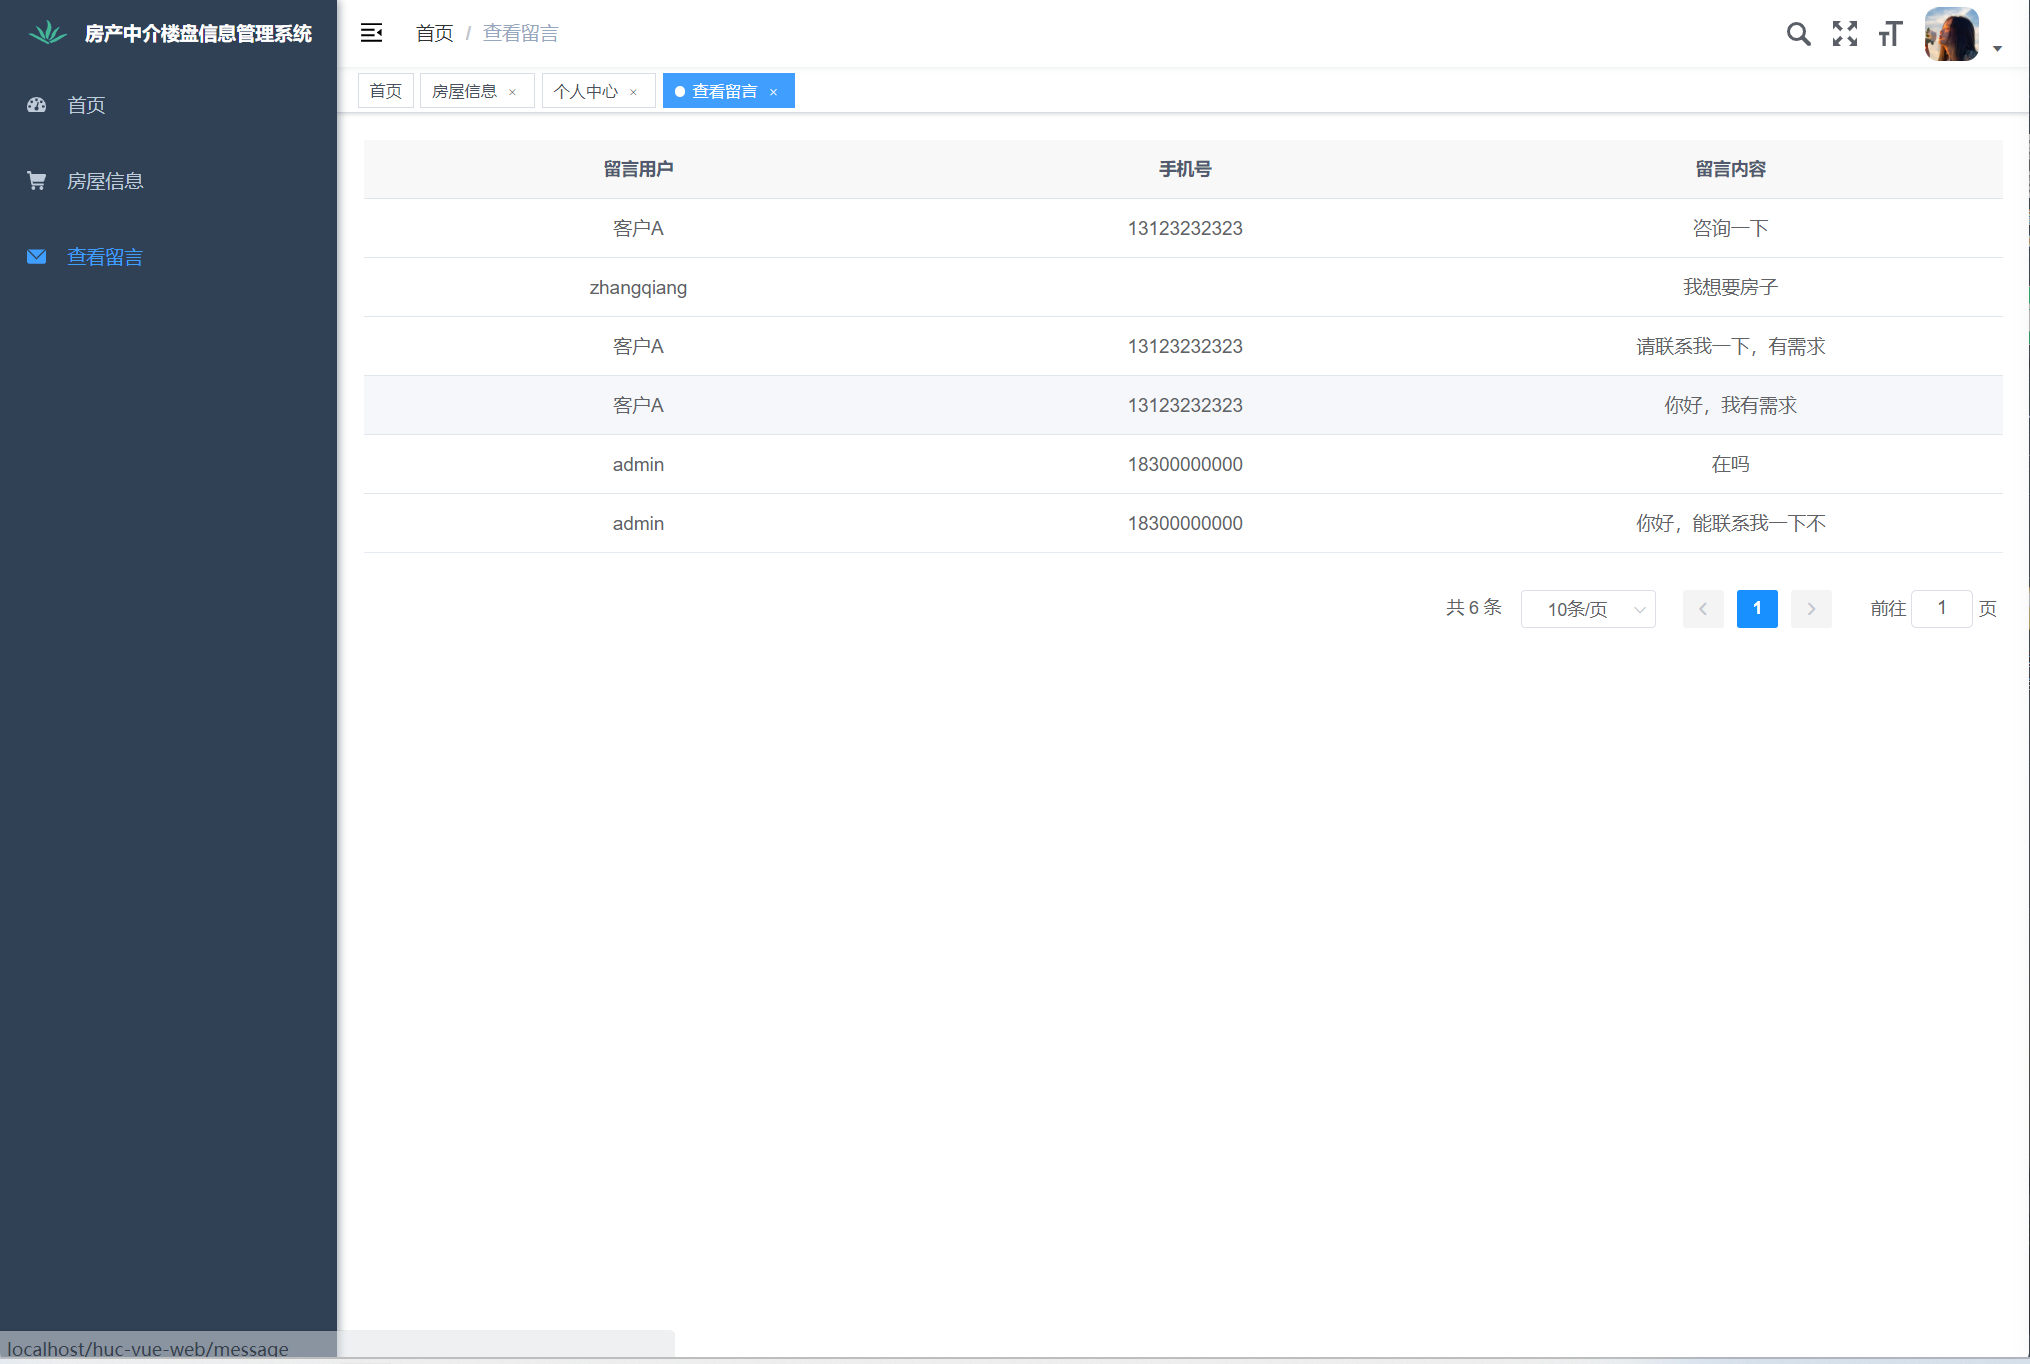 房产中介楼盘信息管理系统
首页
房屋信息
查看留言
首页 / 查看留言
首页 房屋信息 × 个人中心 × 查看留言 ×
留言用户 手机号 留言内容
客户A 13123232323 咨询一下
zhangqiang 我想要房子
客户A 13123232323 请联系我一下，有需求
客户A 13123232323 你好，我有需求
admin 18300000000 在吗
admin 18300000000 你好，能联系我一下不
共 6 条 10条/页 1 前往 1 页
localhost/huc-vue-web/message